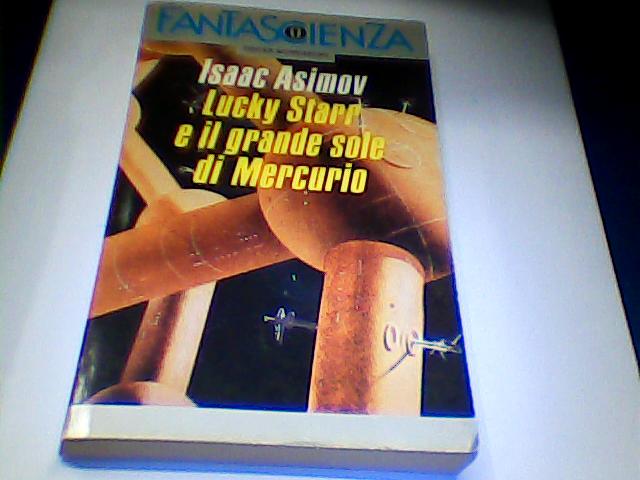 FANTASCIENZA
Isaac Asimov
Lucky Starr
e il grande sole
di Mercurio